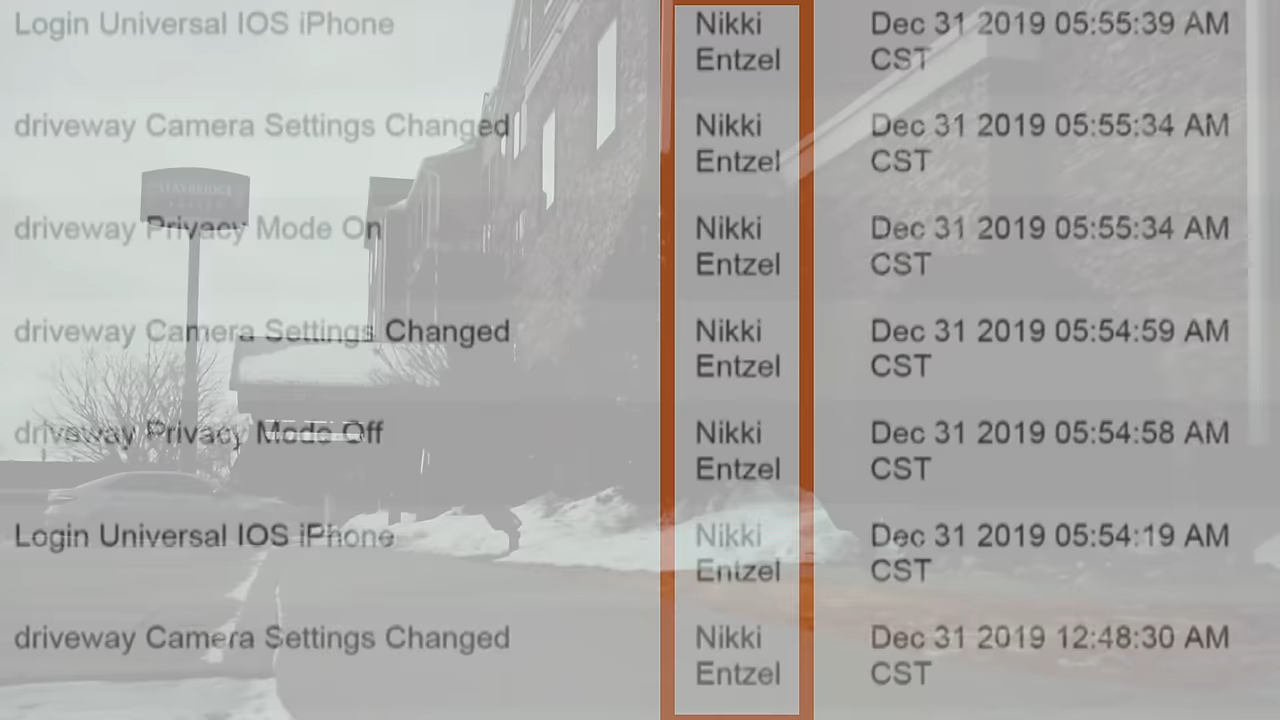 Login Universal IOS iPhone Nikki Dec 31 2019 05:55:39 AM
Entzel CST
driveway Camera Settings Changed Nikki Dec 31 2019 05:55:34 AM
Entzel CST
STAYBRIDGE
SUITES
driveway Privacy Mode On Nikki Dec 31 2019 05:55:34 AM
Entzel CST
driveway Camera Settings Changed Nikki Dec 31 2019 05:54:59 AM
Entzel CST
driveway Privacy Mode Off Nikki Dec 31 2019 05:54:58 AM
Entzel CST
Login Universal IOS iPhone Nikki Dec 31 2019 05:54:19 AM
Entzel CST
driveway Camera Settings Changed Nikki Dec 31 2019 12:48:30 AM
Entzel CST